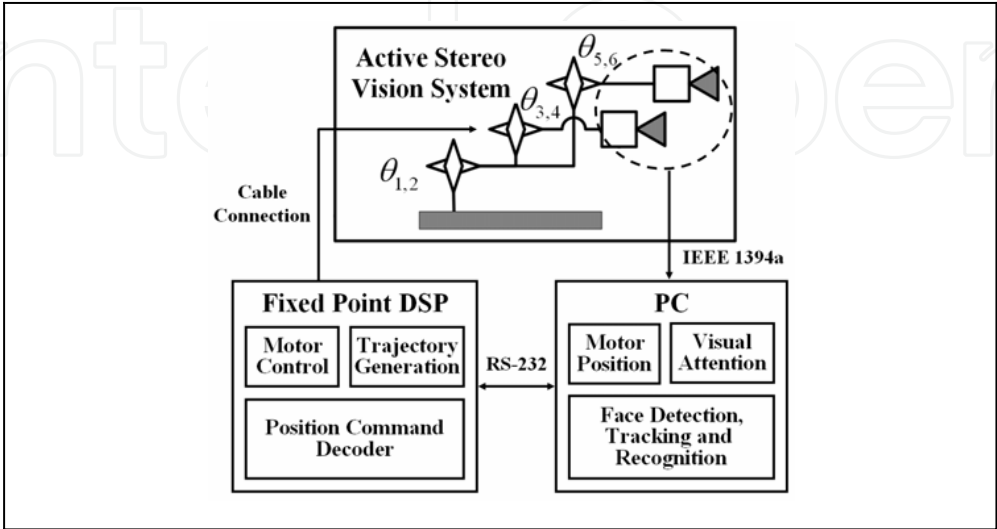 Active Stereo
Vision System
θ5,6
θ3,4
θ1,2
Cable
Connection
IEEE 1394a
Fixed Point DSP
Motor
Control
Trajectory
Generation
Position Command
Decoder
RS-232
PC
Motor
Position
Visual
Attention
Face Detection,
Tracking and
Recognition